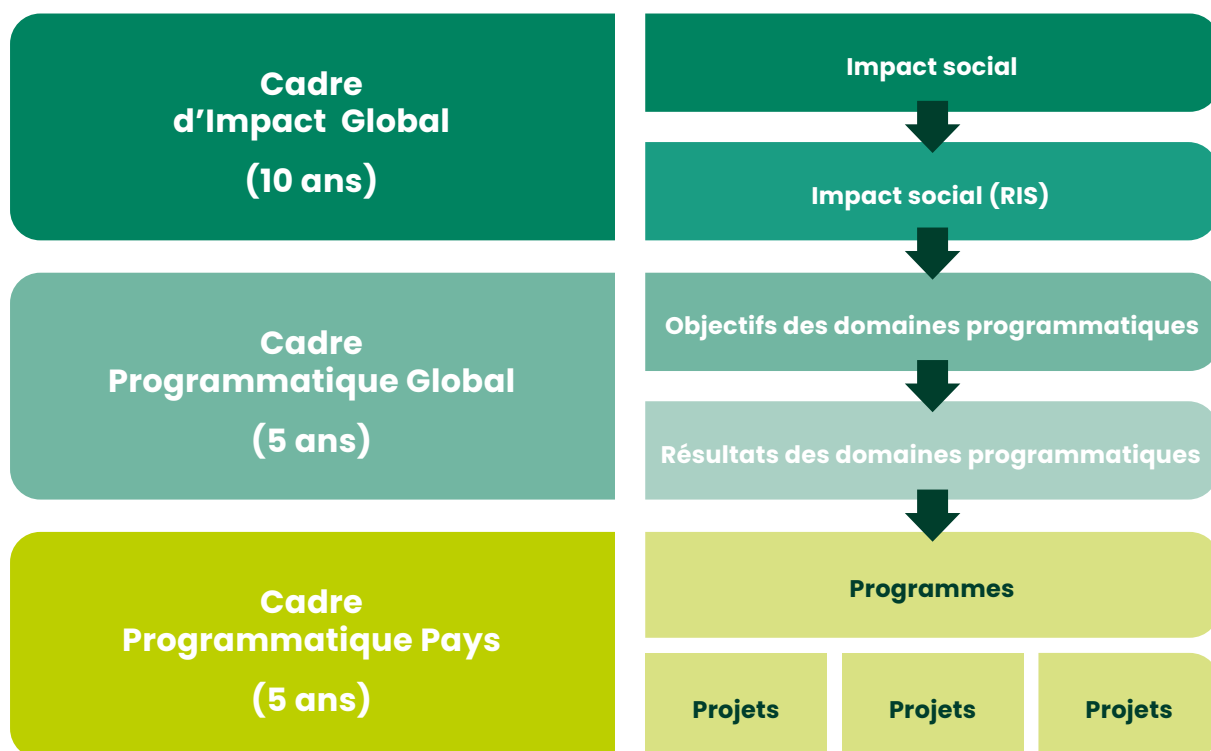 Cadre
d’Impact Global
(10 ans)
Impact social
Impact social (RIS)
Cadre
Programmatique Global
(5 ans)
Objectifs des domaines programmatiques
Résultats des domaines programmatiques
Cadre
Programmatique Pays
(5 ans)
Programmes
Projets
Projets
Projets